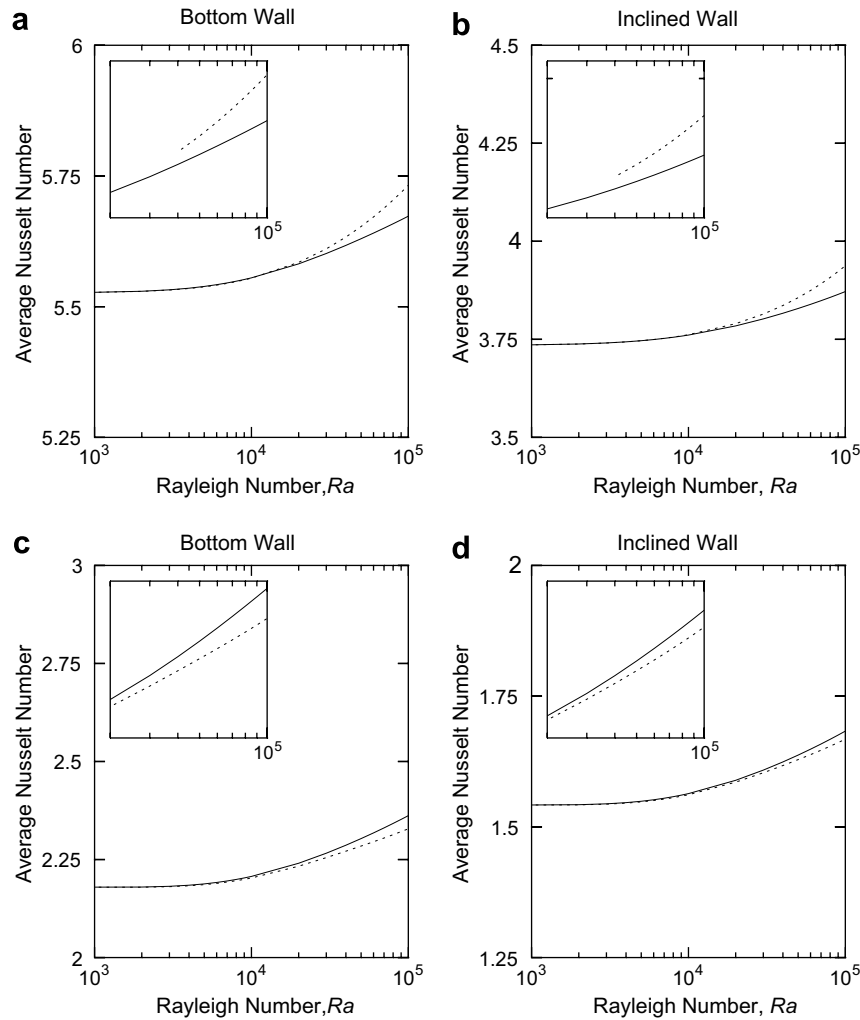 a
Bottom Wall
Average Nusselt Number
6
5.75
5.5
5.25
10^5
10^3
10^4
10^5
Rayleigh Number,Ra
b
Inclined Wall
Average Nusselt Number
4.5
4.25
4
3.75
3.5
10^5
10^3
10^4
10^5
Rayleigh Number, Ra
c
Bottom Wall
Average Nusselt Number
3
2.75
2.5
2.25
2
10^5
10^3
10^4
10^5
Rayleigh Number,Ra
d
Inclined Wall
Average Nusselt Number
2
1.75
1.5
1.25
10^5
10^3
10^4
10^5
Rayleigh Number, Ra